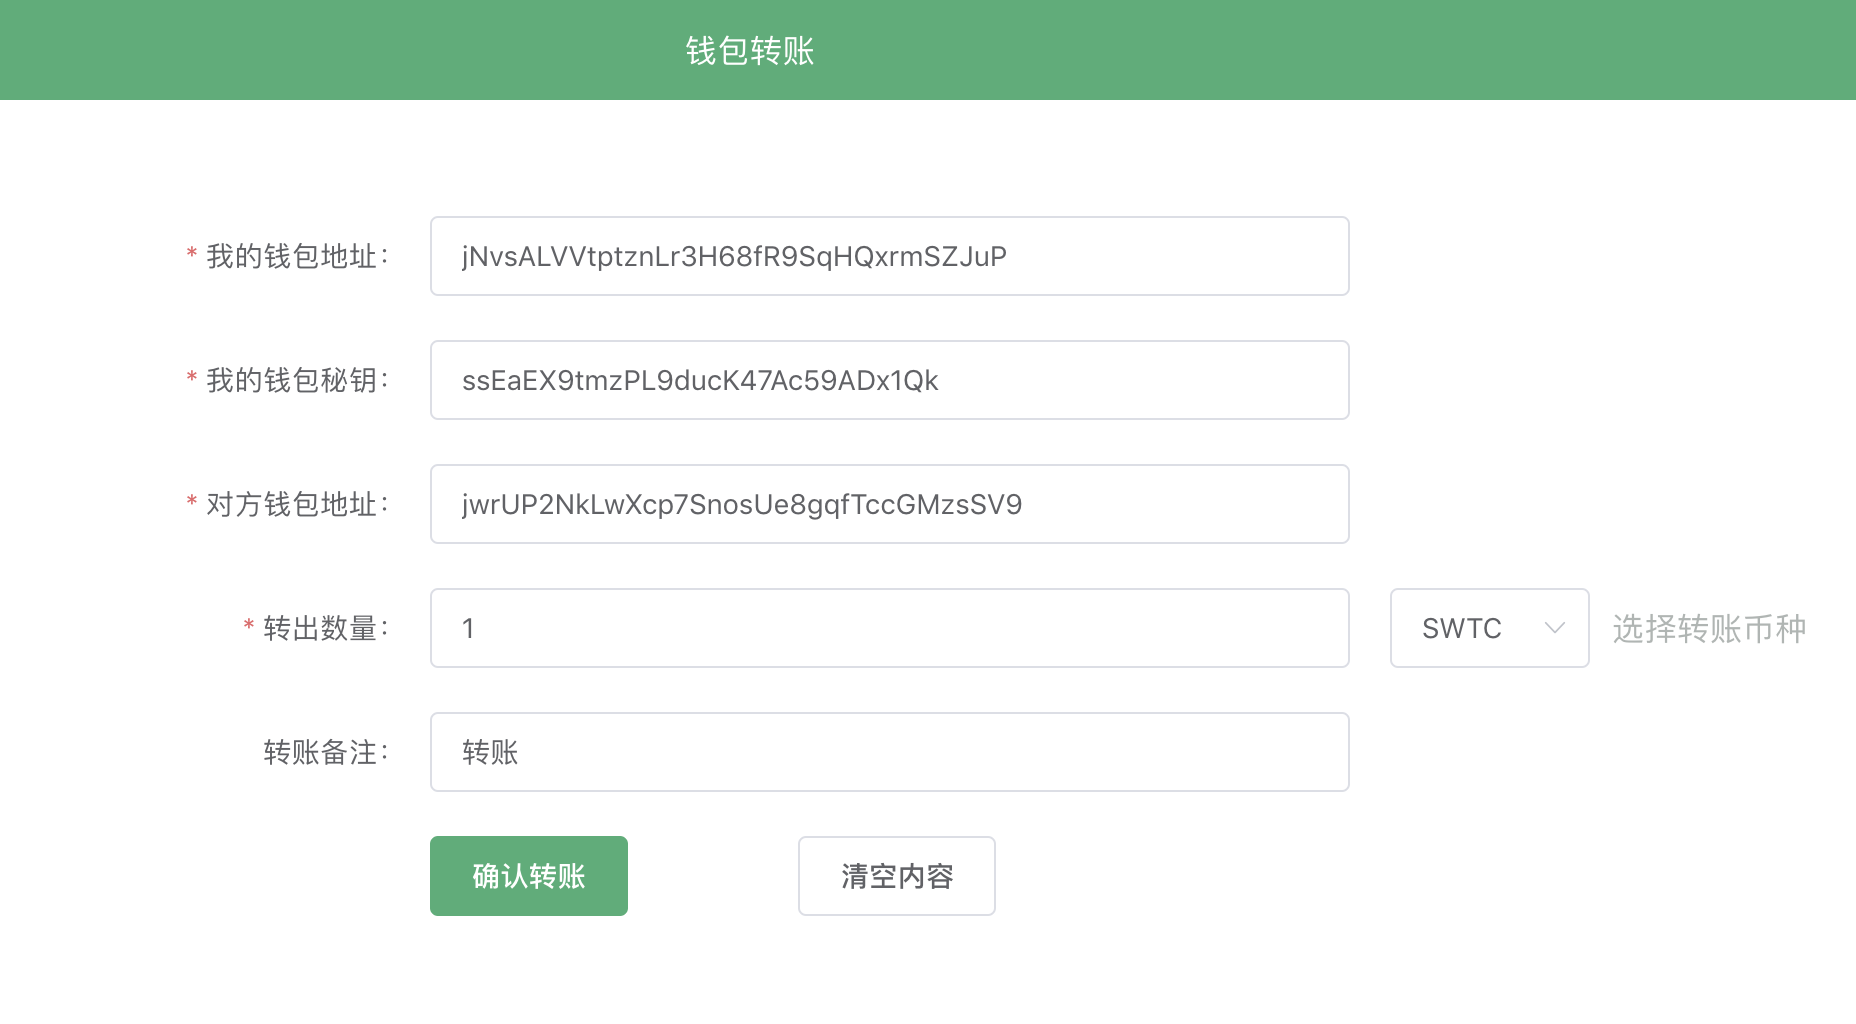 钱包转账
* 我的钱包地址： jNvsALVVtptznLr3H68fR9SqHQxrmSZJuP
* 我的钱包秘钥： ssEaEX9tmzPL9ducK47Ac59ADx1Qk
* 对方钱包地址： jwrUP2NkLwXcp7SnosUe8gqfTccGMzsSV9
* 转出数量： 1 SWTC 选择转账币种
转账备注： 转账
确认转账 清空内容